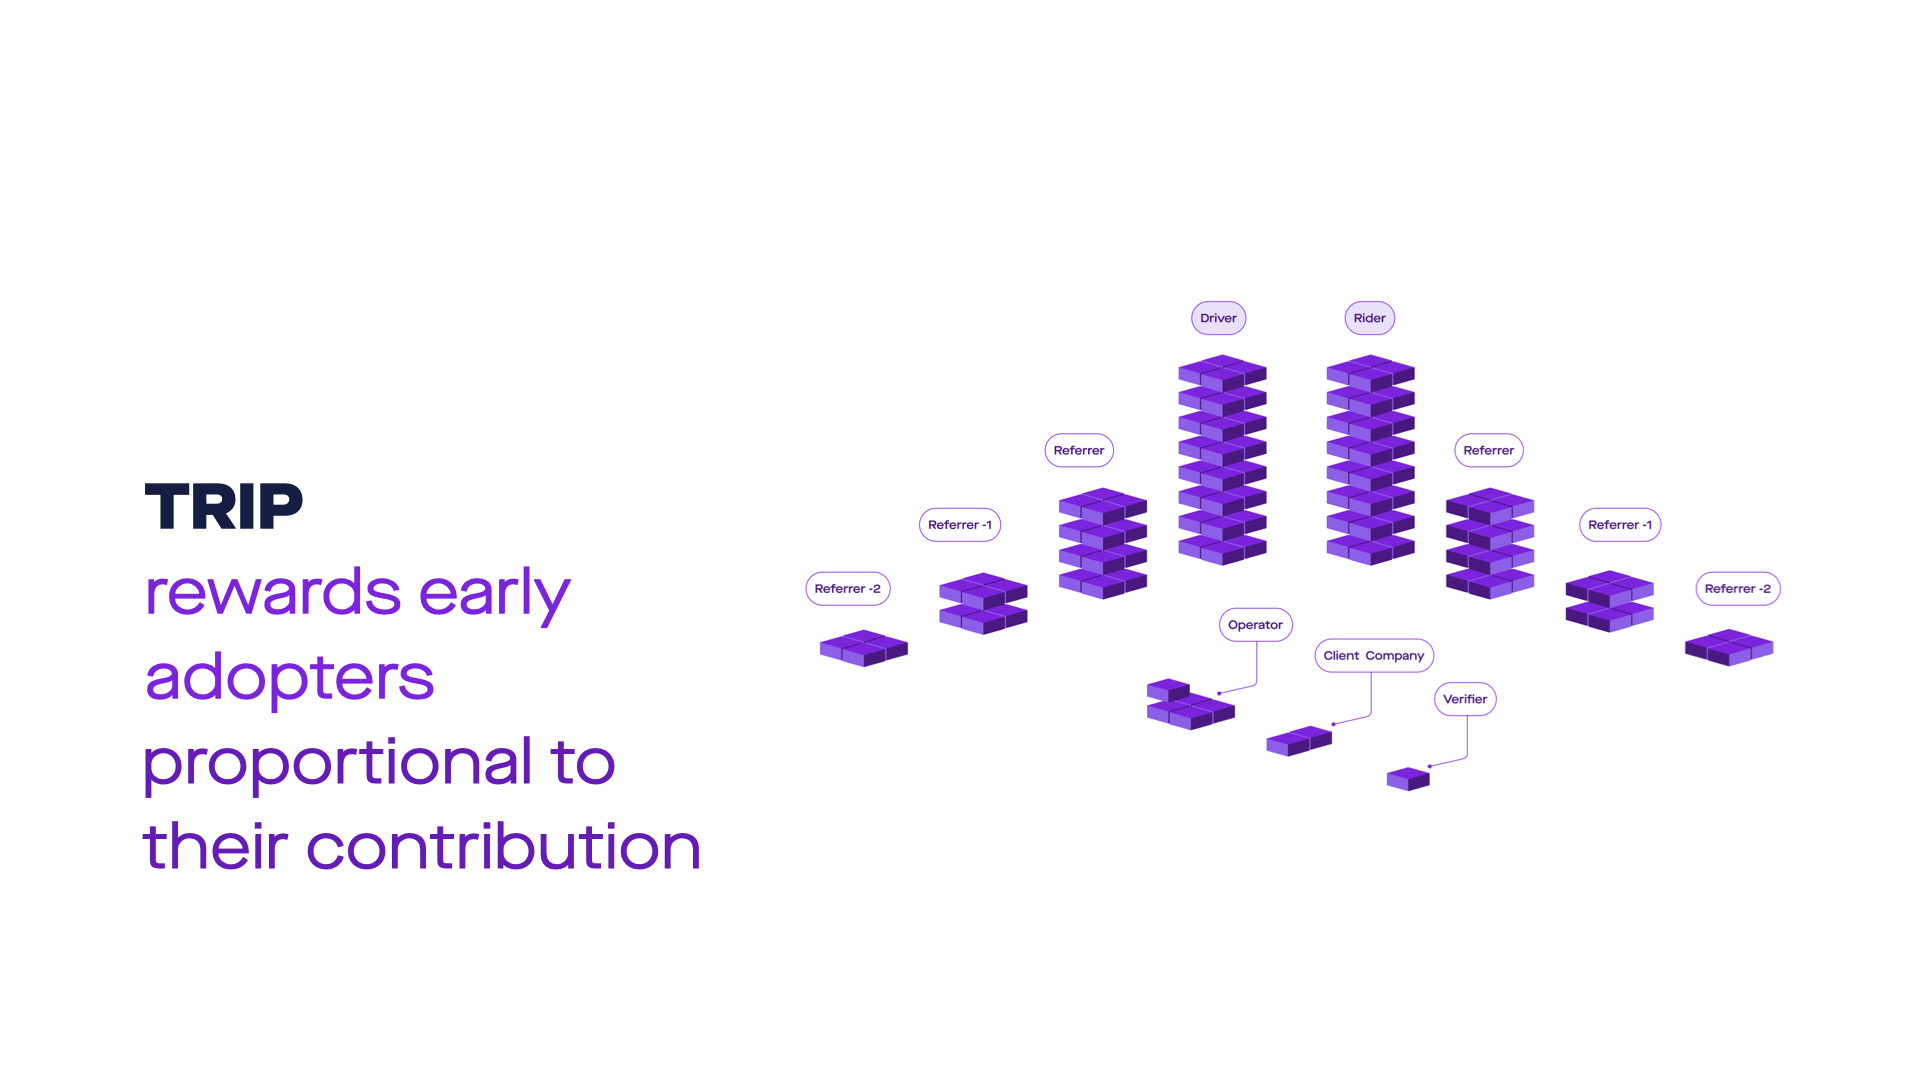 TRIP
rewards early
adopters
proportional to
their contribution
Driver
Rider
Referrer
Referrer
Referrer -1
Referrer -1
Referrer -2
Referrer -2
Operator
Client Company
Verifier